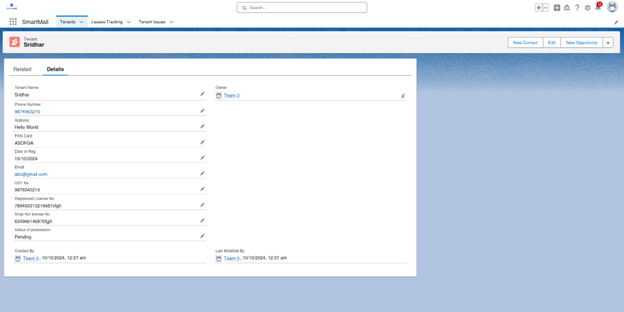 Search...
SmartMall
Tenants
Leases Tracking
Tenant Issues
Tenant
Sridhar
New Contact
Edit
New Opportunity
Related
Details
Tenant Name
Sridhar
Owner
Team 3
Phone Number
Address
Hello World
PAN Card
ASDFGA
Date of Reg
10/10/2024
Email
abc@gmail.com
GST No
9876543210
Registered License No
Shop Act license No
Status of possession
Pending
Created By
Team 3, 10/10/2024, 12:37 am
Last Modified By
Team 3, 10/10/2024, 12:37 am